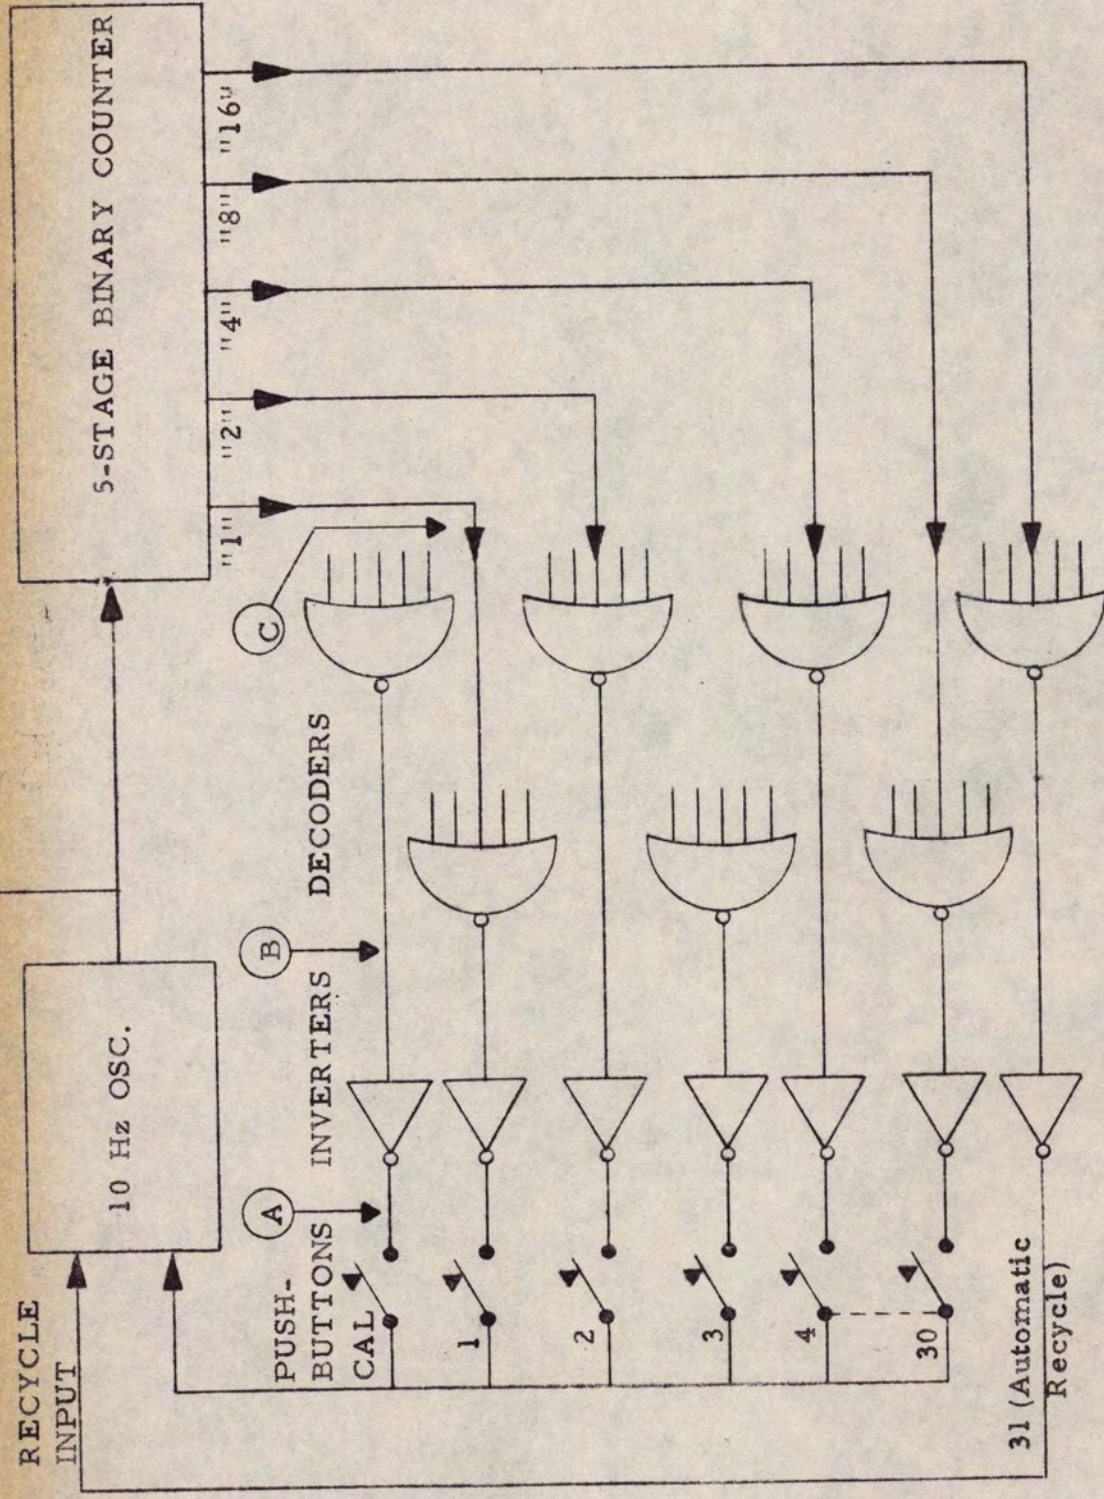 RECYCLE
INPUT
10 Hz OSC.
5-STAGE BINARY COUNTER
"1"
"2"
"4"
"8"
"16"
A
B
C
PUSH-
BUTTONS
CAL
INVERTERS
DECODERS
1
2
3
4
30
31 (Automatic
Recycle)